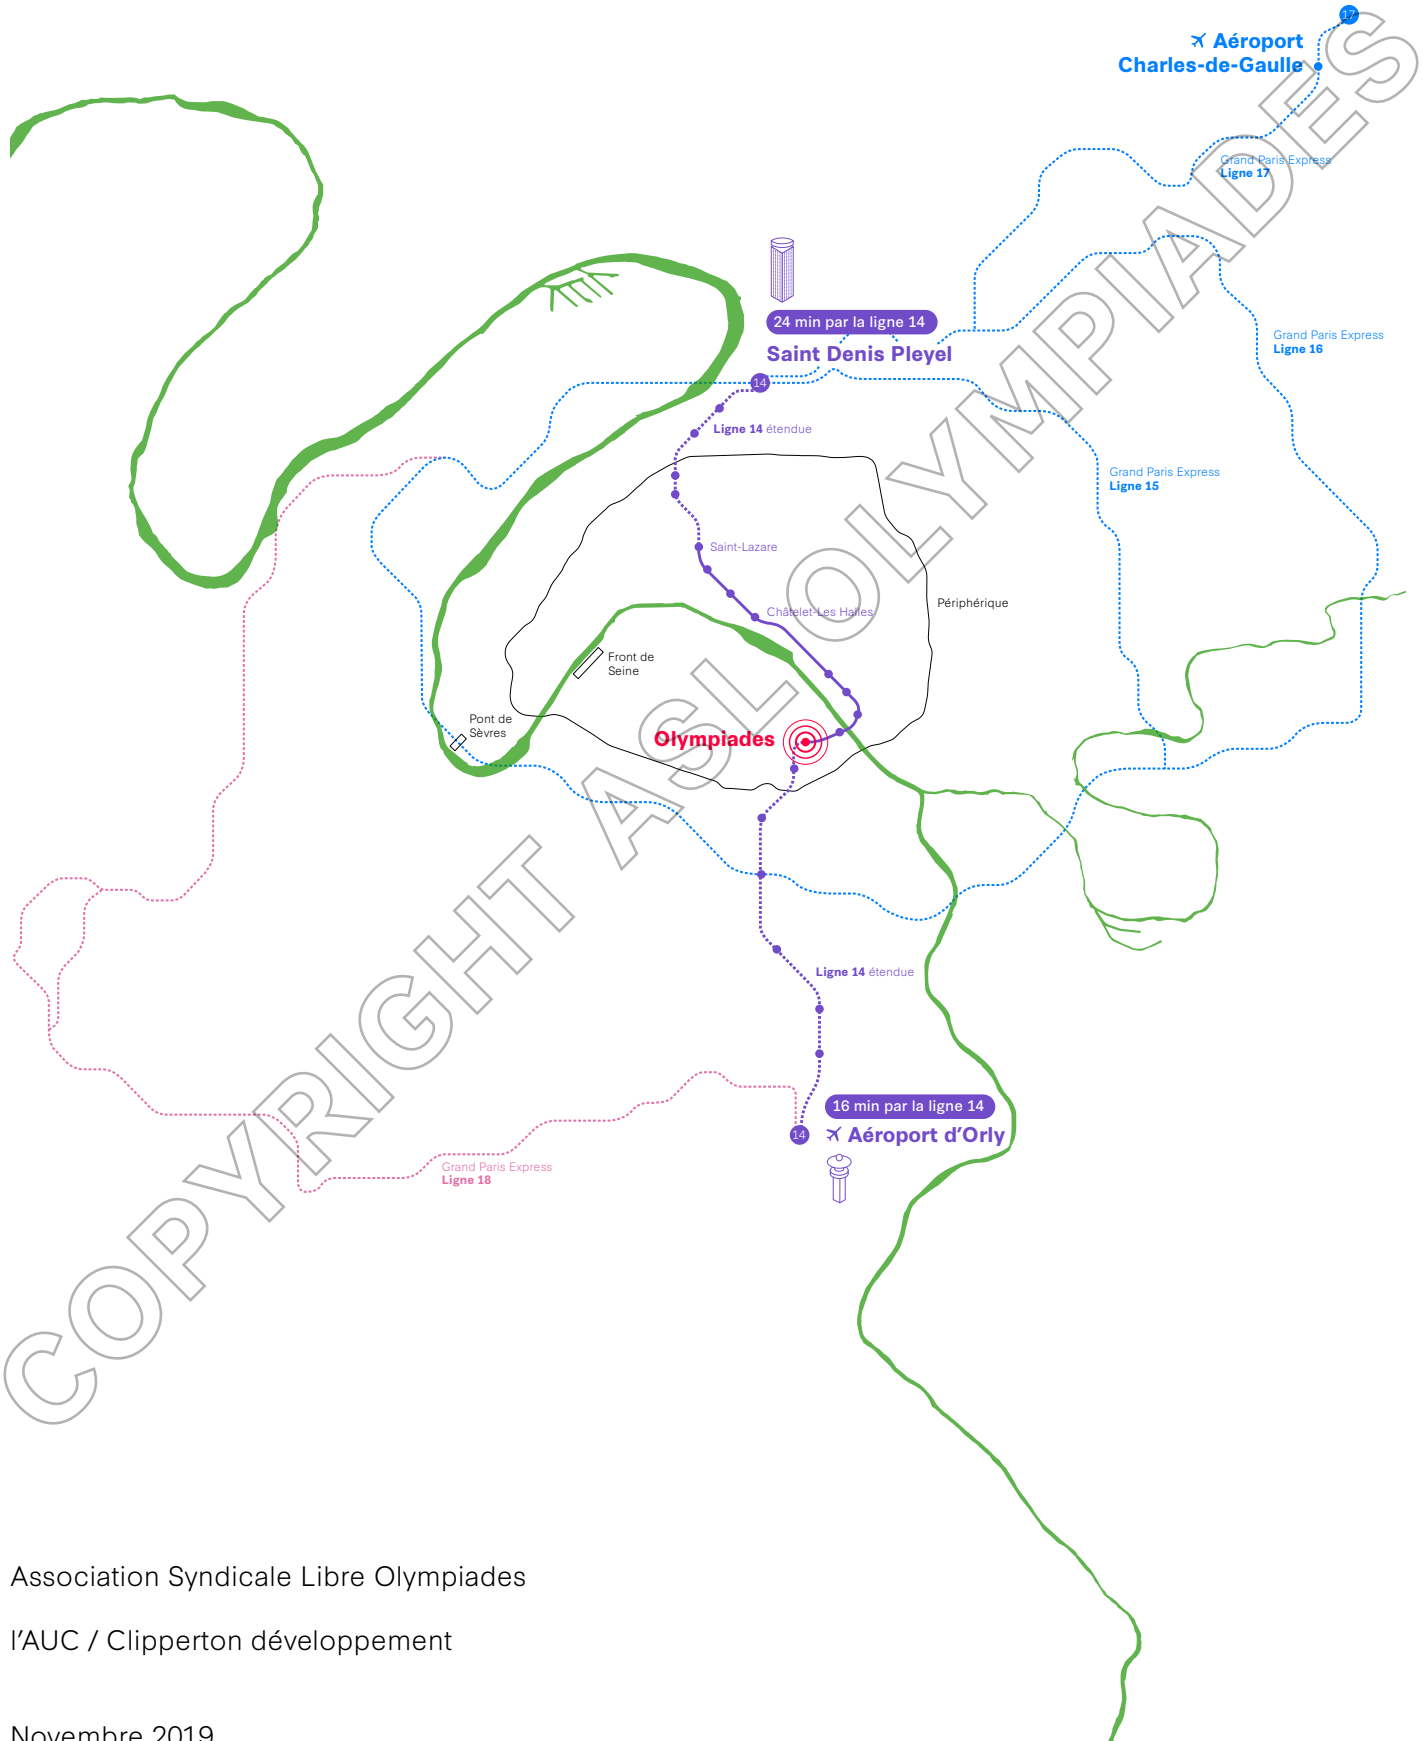 17
Aéroport
Charles-de-Gaulle
Grand Paris Express
Ligne 17
24 min par la ligne 14
Saint Denis Pleyel
14
Ligne 14 étendue
Grand Paris Express
Ligne 16
Grand Paris Express
Ligne 15
Saint-Lazare
Châtelet-Les Halles
Périphérique
Front de
Seine
Pont de
Sèvres
Olympiades
Ligne 14 étendue
16 min par la ligne 14
14
Aéroport d’Orly
Grand Paris Express
Ligne 18
COPYRIGHT ASL OLYMPIADES
Association Syndicale Libre Olympiades
l’AUC / Clipperton développement
Novembre 2019